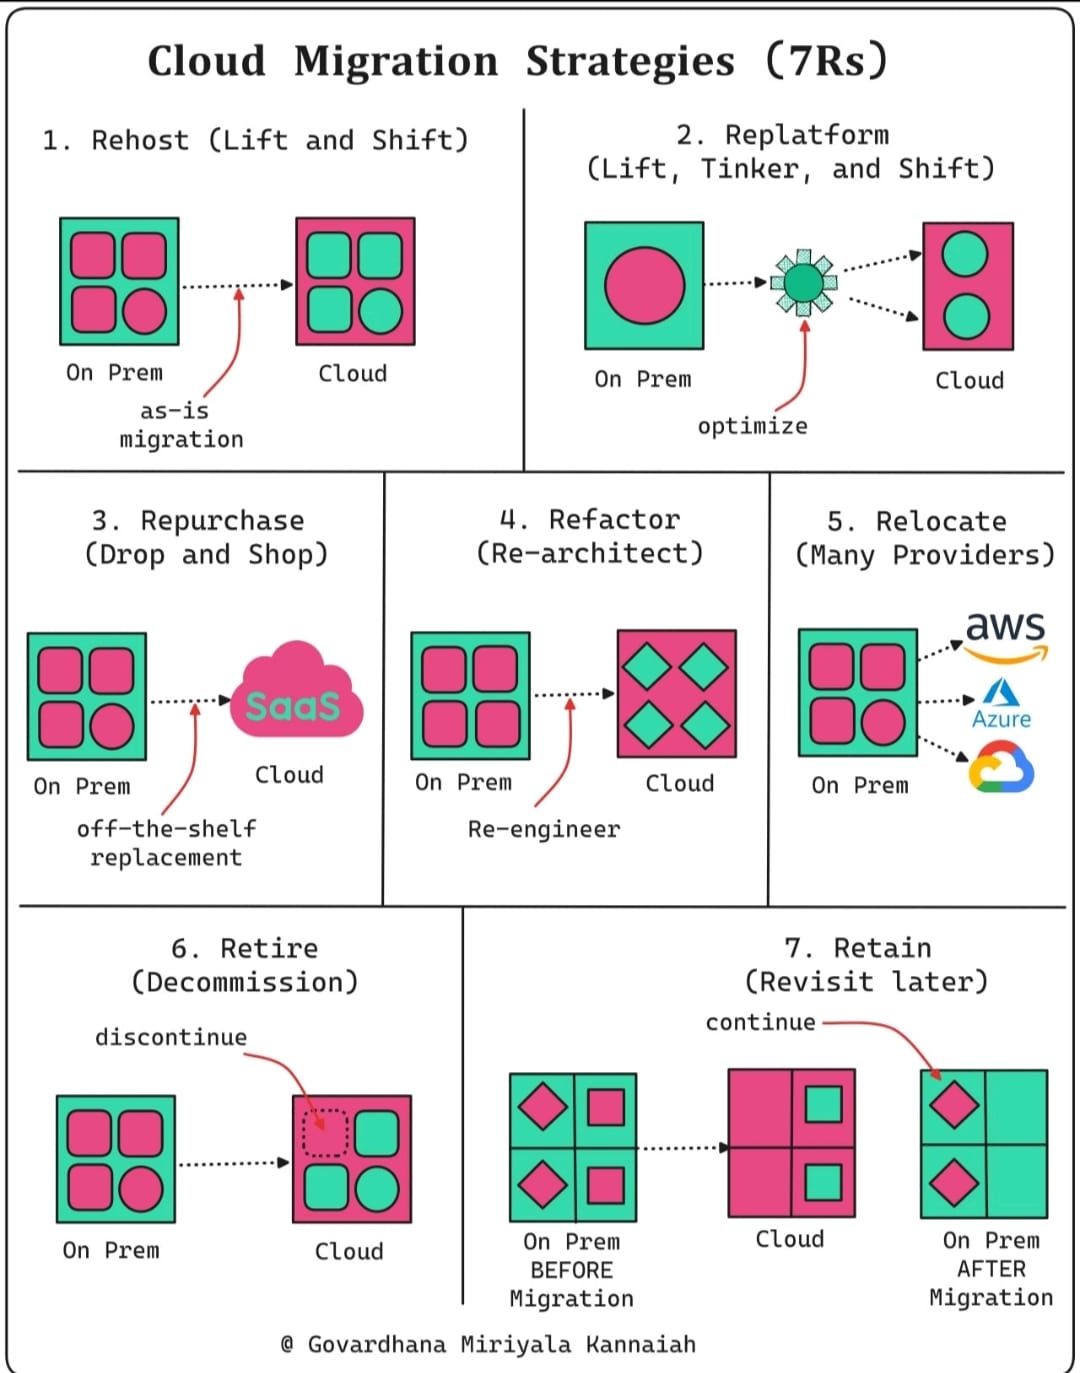 Cloud Migration Strategies (7Rs)
1. Rehost (Lift and Shift)
On Prem
Cloud
as-is
migration
2. Replatform
(Lift, Tinker, and Shift)
On Prem
Cloud
optimize
3. Repurchase
(Drop and Shop)
SaaS
On Prem
Cloud
off-the-shelf
replacement
4. Refactor
(Re-architect)
On Prem
Cloud
Re-engineer
5. Relocate
(Many Providers)
aws
Azure
On Prem
6. Retire
(Decommission)
discontinue
On Prem
Cloud
7. Retain
(Revisit later)
continue
On Prem
BEFORE
Migration
Cloud
On Prem
AFTER
Migration
@ Govardhana Miriyala Kannaiah